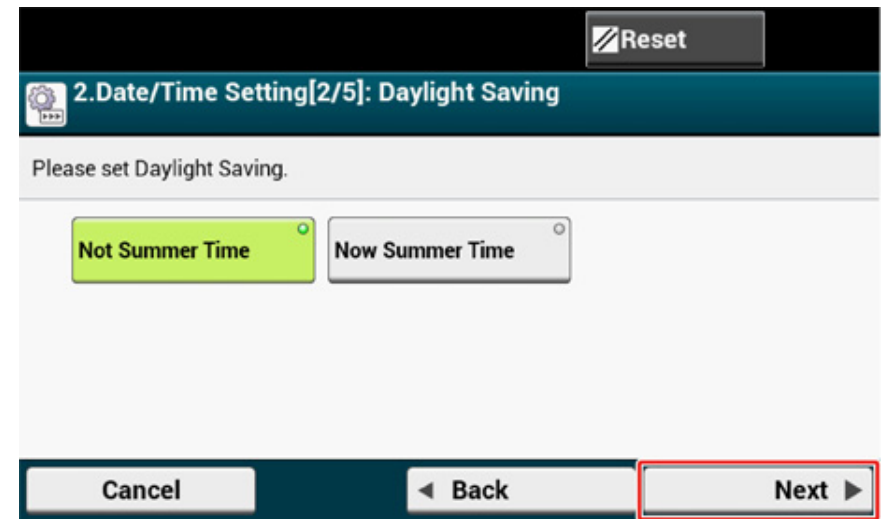 Reset
2.Date/Time Setting[2/5]: Daylight Saving
Please set Daylight Saving.
Not Summer Time
Now Summer Time
Cancel
Back
Next